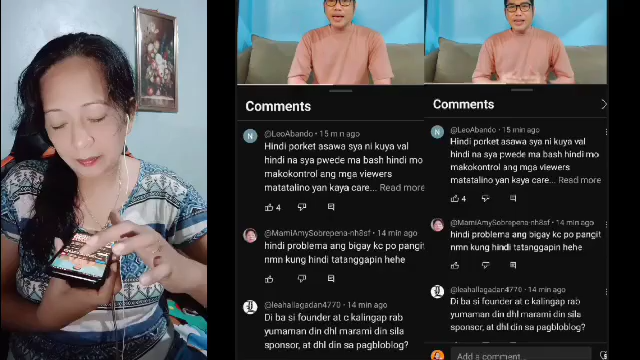 Comments
@LeoAbando • 15 min ago
Hindi porket asawa sya ni kuya val
hindi na sya pwede ma bash hindi mo
makokontrol ang mga viewers
matatalino yan kaya care... Read more
4
@MamiAmySobrepena-nh8sf • 14 min ago
hindi problema ang bigay kc po pangit
nmn kung hindi tatanggapin hehe
@leahallagadan4770 • 14 min ago
Di ba si founder at c kalingap rab
yumaman din dhl marami din sila
sponsor, at dhl din sa pagbloblog?
Comments
@LeoAbando • 15 min ago
Hindi porket asawa sya ni kuya val
hindi na sya pwede ma bash hindi mo
makokontrol ang mga viewers
matatalino yan kaya care... Read more
4
@MamiAmySobrepena-nh8sf • 14 min ago
hindi problema ang bigay kc po pangit
nmn kung hindi tatanggapin hehe
@leahallagadan4770 • 14 min ago
Di ba si founder at c kalingap rab
yumaman din dhl marami din sila
sponsor, at dhl din sa pagbloblog?
Add a comment...